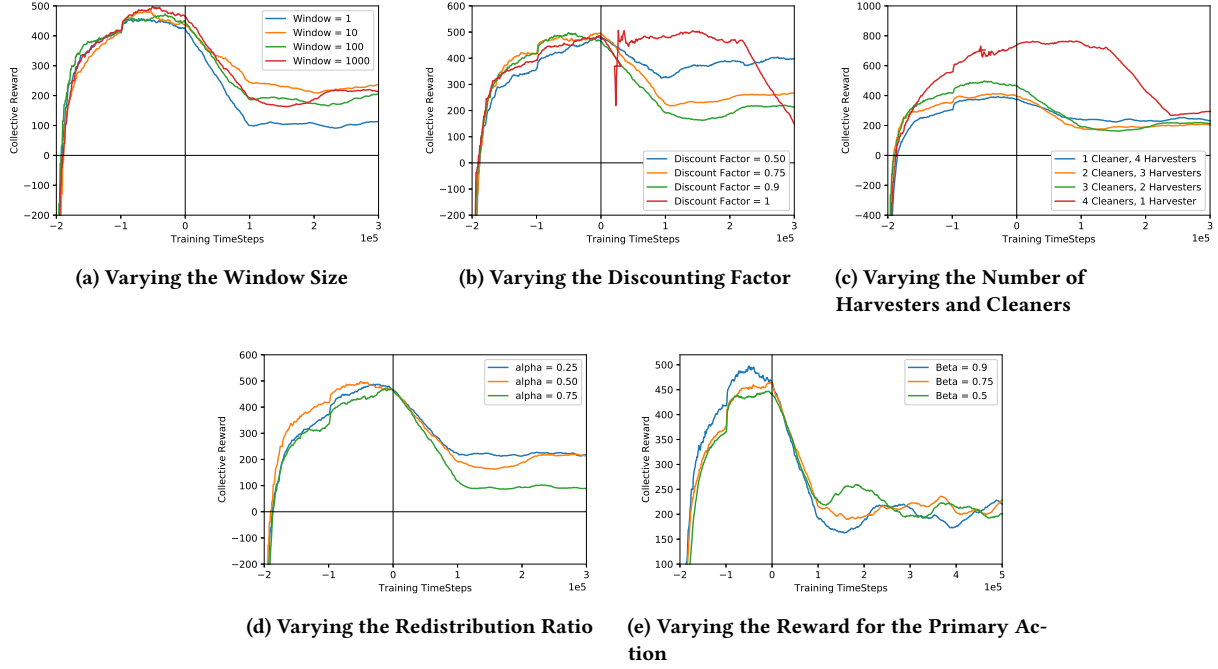 500
400
300
200
100
0
−100
−200
Collective Reward
−2
−1
0
1
2
3
1e5
Training TimeSteps
Window = 1
Window = 10
Window = 100
Window = 1000
(a) Varying the Window Size
600
500
400
300
200
100
0
−100
−200
Collective Reward
−2
−1
0
1
2
3
1e5
Training TimeSteps
Discount Factor = 0.50
Discount Factor = 0.75
Discount Factor = 0.9
Discount Factor = 1
(b) Varying the Discounting Factor
1000
800
600
400
200
0
−200
−400
Collective Reward
−2
−1
0
1
2
3
1e5
Training TimeSteps
1 Cleaner, 4 Harvesters
2 Cleaners, 3 Harvesters
3 Cleaners, 2 Harvesters
4 Cleaners, 1 Harvester
(c) Varying the Number of
Harvesters and Cleaners
600
500
400
300
200
100
0
−100
−200
Collective Reward
−2
−1
0
1
2
3
1e5
Training TimeSteps
alpha = 0.25
alpha = 0.50
alpha = 0.75
(d) Varying the Redistribution Ratio
500
450
400
350
300
250
200
150
100
Collective Reward
−2
−1
0
1
2
3
4
5
1e5
Training TimeSteps
Beta = 0.9
Beta = 0.75
Beta = 0.5
(e) Varying the Reward for the Primary Ac-
tion